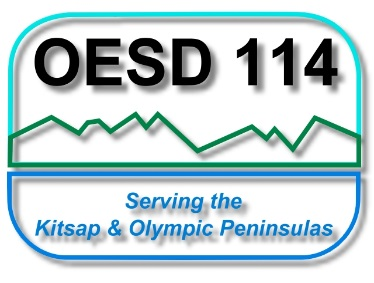 OESD 114
Serving the
Kitsap & Olympic Peninsulas